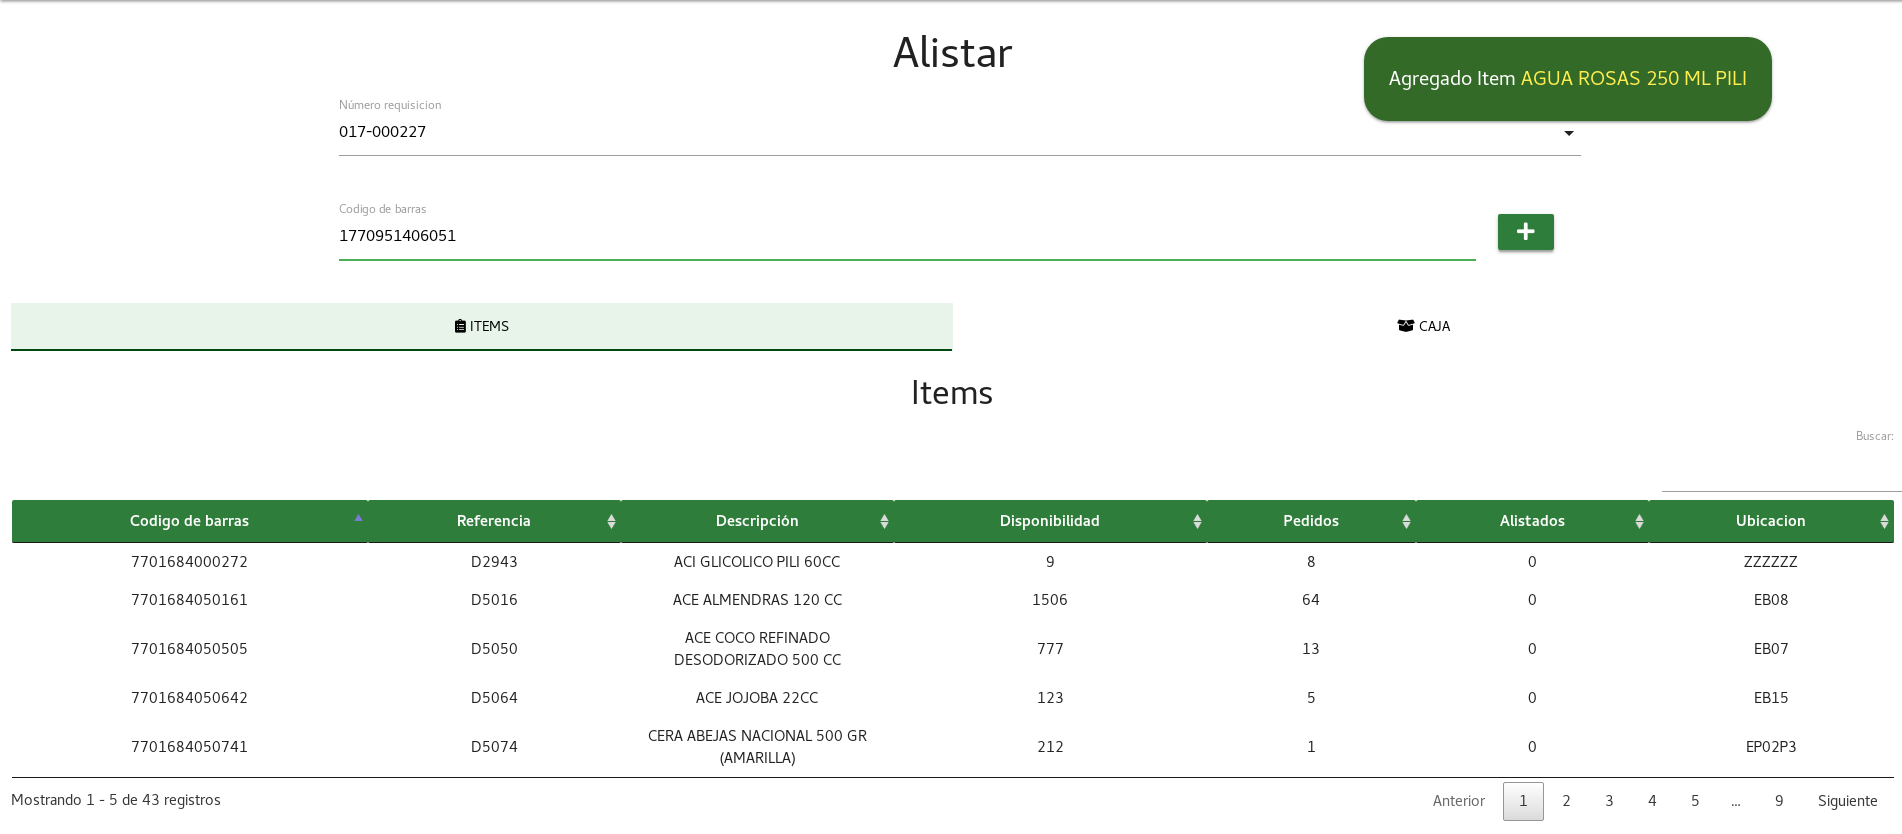 Alistar
Agregado Item AGUA ROSAS 250 ML PILI
Número requisicion
017-000227
Codigo de barras
1770951406051
ITEMS
CAJA
Items
Buscar:
Codigo de barras Referencia Descripción Disponibilidad Pedidos Alistados Ubicacion
7701684000272 D2943 ACI GLICOLICO PILI 60CC 9 8 0 ZZZZZZ
7701684050161 D5016 ACE ALMENDRAS 120 CC 1506 64 0 EB08
7701684050505 D5050 ACE COCO REFINADO
DESODORIZADO 500 CC 777 13 0 EB07
7701684050642 D5064 ACE JOJOBA 22CC 123 5 0 EB15
7701684050741 D5074 CERA ABEJAS NACIONAL 500 GR
(AMARILLA) 212 1 0 EP02P3
Mostrando 1 - 5 de 43 registros
Anterior 1 2 3 4 5 ... 9 Siguiente